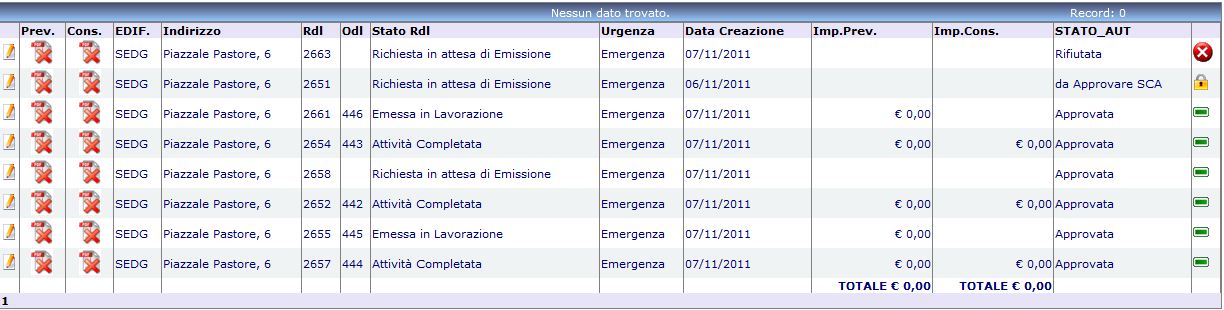 Nessun dato trovato. Record: 0
Prev. Cons. EDIF. Indirizzo Rdl Odl Stato Rdl Urgenza Data Creazione Imp.Prev. Imp.Cons. STATO_AUT
SEDG Piazzale Pastore, 6 2663 Richiesta in attesa di Emissione Emergenza 07/11/2011 Rifiutata
SEDG Piazzale Pastore, 6 2651 Richiesta in attesa di Emissione Emergenza 06/11/2011 da Approvare SCA
SEDG Piazzale Pastore, 6 2661 446 Emessa in Lavorazione Emergenza 07/11/2011 € 0,00 Approvata
SEDG Piazzale Pastore, 6 2654 443 Attività Completata Emergenza 07/11/2011 € 0,00 € 0,00 Approvata
SEDG Piazzale Pastore, 6 2658 Richiesta in attesa di Emissione Emergenza 07/11/2011 Approvata
SEDG Piazzale Pastore, 6 2652 442 Attività Completata Emergenza 07/11/2011 € 0,00 € 0,00 Approvata
SEDG Piazzale Pastore, 6 2655 445 Emessa in Lavorazione Emergenza 07/11/2011 € 0,00 Approvata
SEDG Piazzale Pastore, 6 2657 444 Attività Completata Emergenza 07/11/2011 € 0,00 € 0,00 Approvata
TOTALE € 0,00 TOTALE € 0,00
1